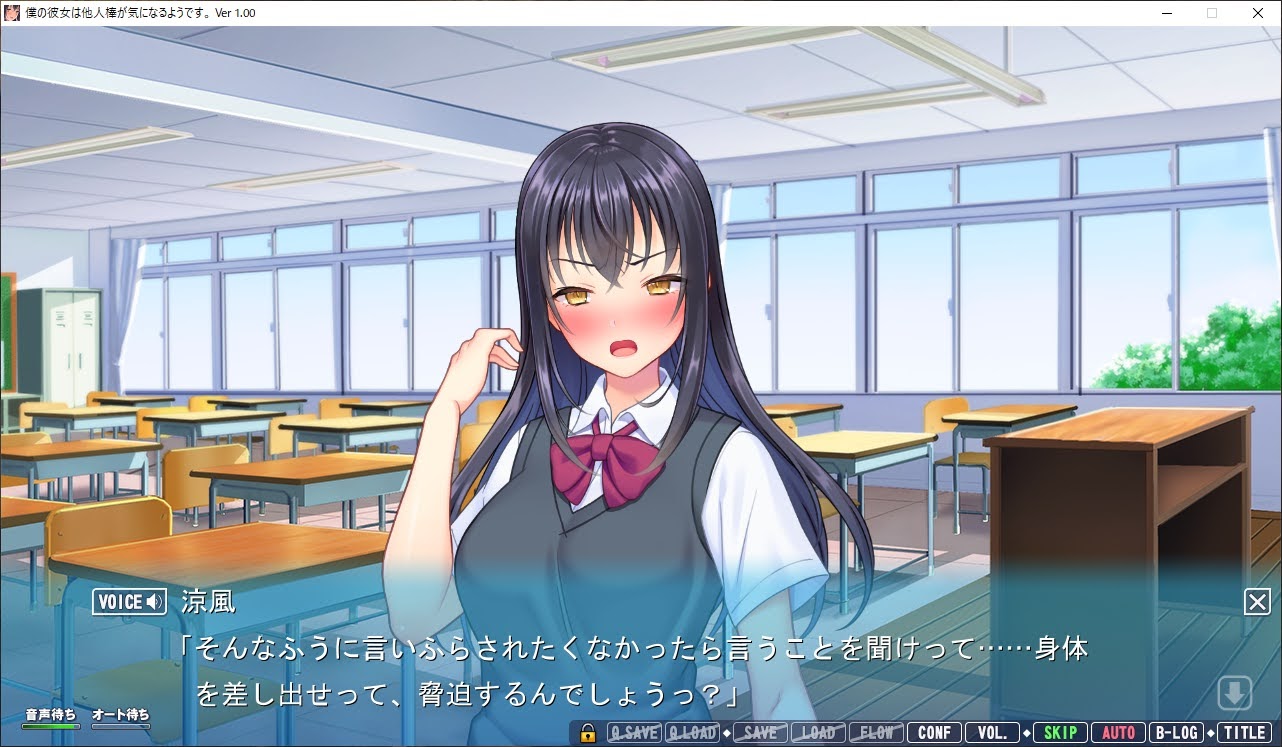 僕の彼女は他人棒が気になるようです。 Ver 1.00
VOICE 涼風
「そんなふうに言いふらされたくなかったら言うことを聞けって……身体
を差し出せって、脅迫するんでしょうっ？」
音声待ち オート待ち
Q.SAVE Q.LOAD SAVE LOAD FLOW CONF VOL. SKIP AUTO B-LOG TITLE